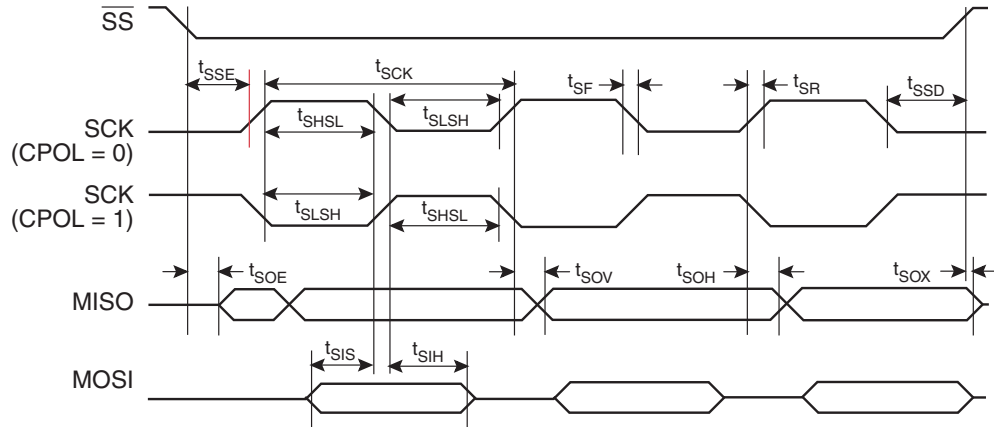 SS
tSSE
tSCK
tSF
tSR
tSSD
tSHSL
tSLSH
SCK
(CPOL = 0)
SCK
(CPOL = 1)
tSLSH
tSHSL
tSOE
tSOV
tSOH
tSOX
MISO
tSIS
tSIH
MOSI